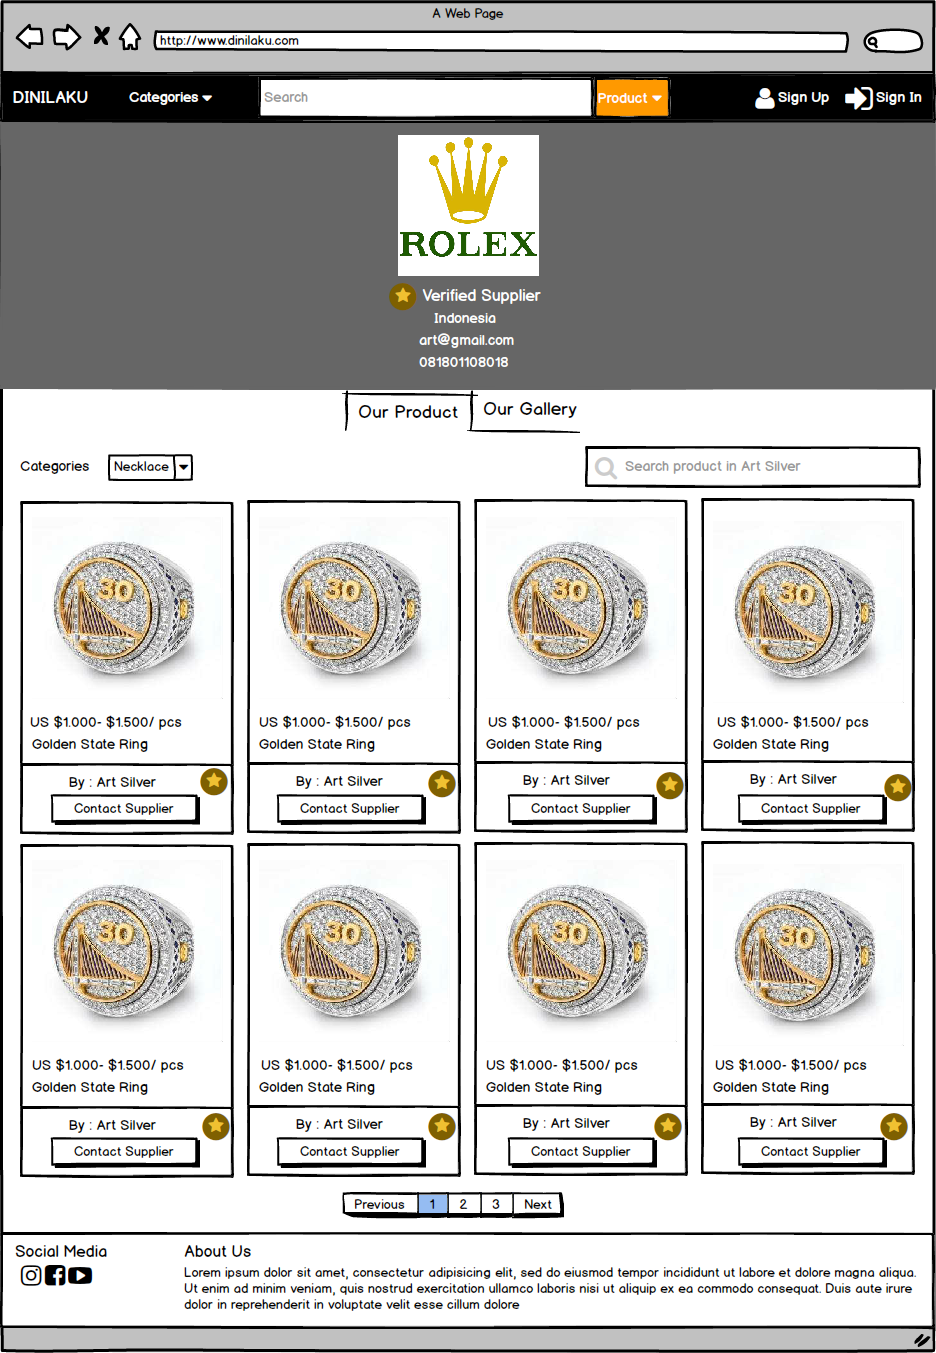 A Web Page
http://www.dinilaku.com
DINILAKU Categories Search Product Sign Up Sign In
ROLEX
Verified Supplier
Indonesia
art@gmail.com
081801108018
Our Product Our Gallery
Categories Necklace Search product in Art Silver
30 30 30 30
US $1.000- $1.500/ pcs US $1.000- $1.500/ pcs US $1.000- $1.500/ pcs US $1.000- $1.500/ pcs
Golden State Ring Golden State Ring Golden State Ring Golden State Ring
By : Art Silver By : Art Silver By : Art Silver By : Art Silver
Contact Supplier Contact Supplier Contact Supplier Contact Supplier
30 30 30 30
US $1.000- $1.500/ pcs US $1.000- $1.500/ pcs US $1.000- $1.500/ pcs US $1.000- $1.500/ pcs
Golden State Ring Golden State Ring Golden State Ring Golden State Ring
By : Art Silver By : Art Silver By : Art Silver By : Art Silver
Contact Supplier Contact Supplier Contact Supplier Contact Supplier
Previous 1 2 3 Next
Social Media About Us
Lorem ipsum dolor sit amet, consectetur adipisicing elit, sed do eiusmod tempor incididunt ut labore et dolore magna aliqua.
Ut enim ad minim veniam, quis nostrud exercitation ullamco laboris nisi ut aliquip ex ea commodo consequat. Duis aute irure
dolor in reprehenderit in voluptate velit esse cillum dolore